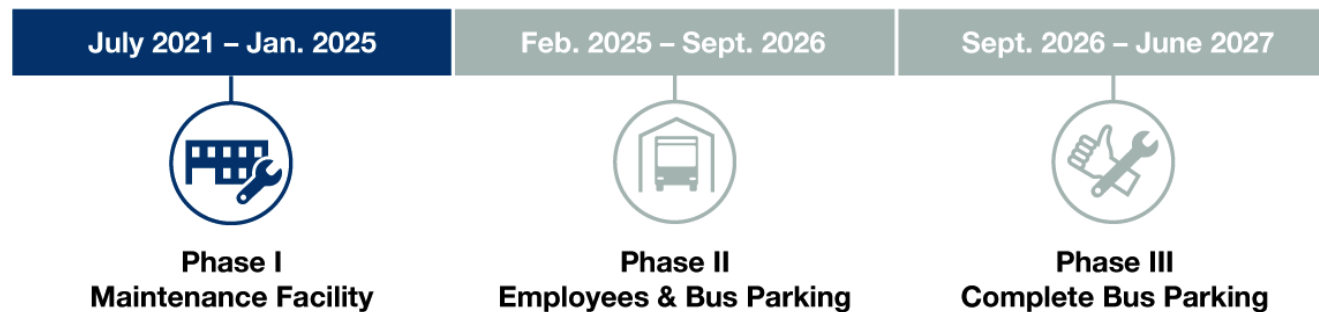 July 2021 – Jan. 2025
Feb. 2025 – Sept. 2026
Sept. 2026 – June 2027
Phase I
Maintenance Facility
Phase II
Employees & Bus Parking
Phase III
Complete Bus Parking